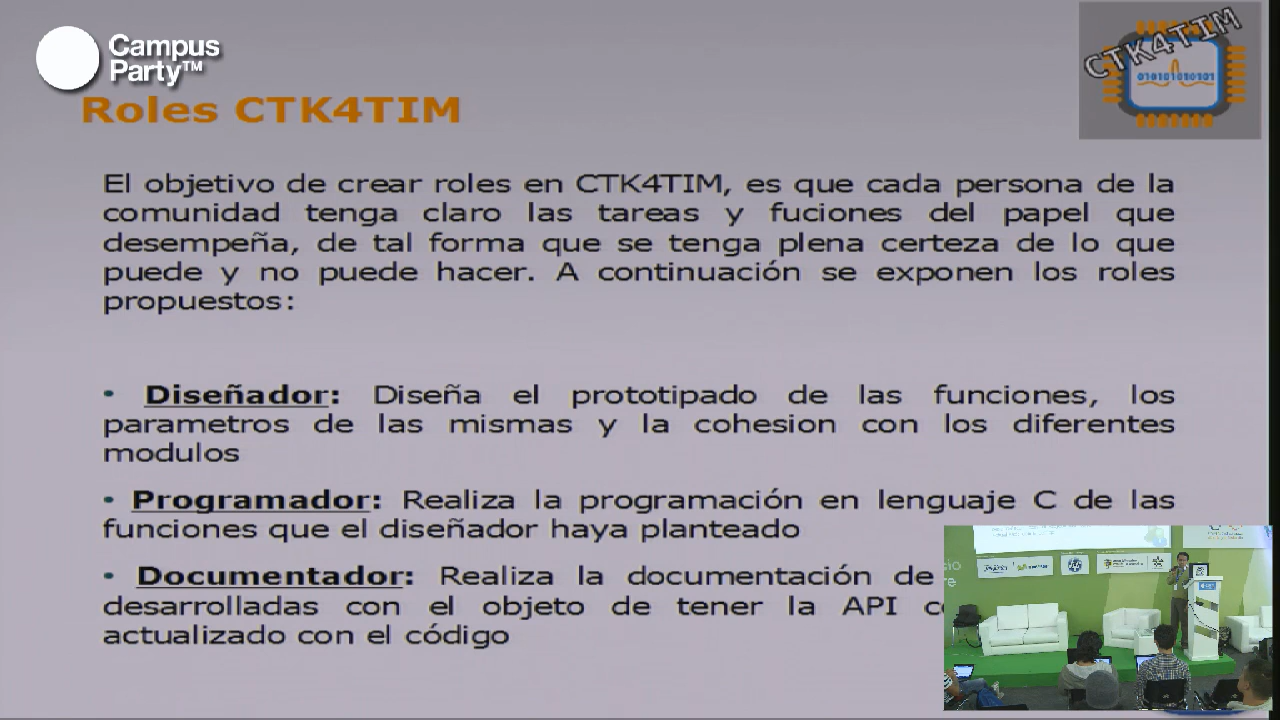 Campus
Party™
CTK4TIM
010101010101
Roles CTK4TIM
El objetivo de crear roles en CTK4TIM, es que cada persona de la
comunidad tenga claro las tareas y fuciones del papel que
desempeña, de tal forma que se tenga plena certeza de lo que
puede y no puede hacer. A continuación se exponen los roles
propuestos:
• Diseñador: Diseña el prototipado de las funciones, los
parametros de las mismas y la cohesion con los diferentes
modulos
• Programador: Realiza la programación en lenguaje C de las
funciones que el diseñador haya planteado
• Documentador: Realiza la documentación de
desarrolladas con el objeto de tener la API
actualizado con el código